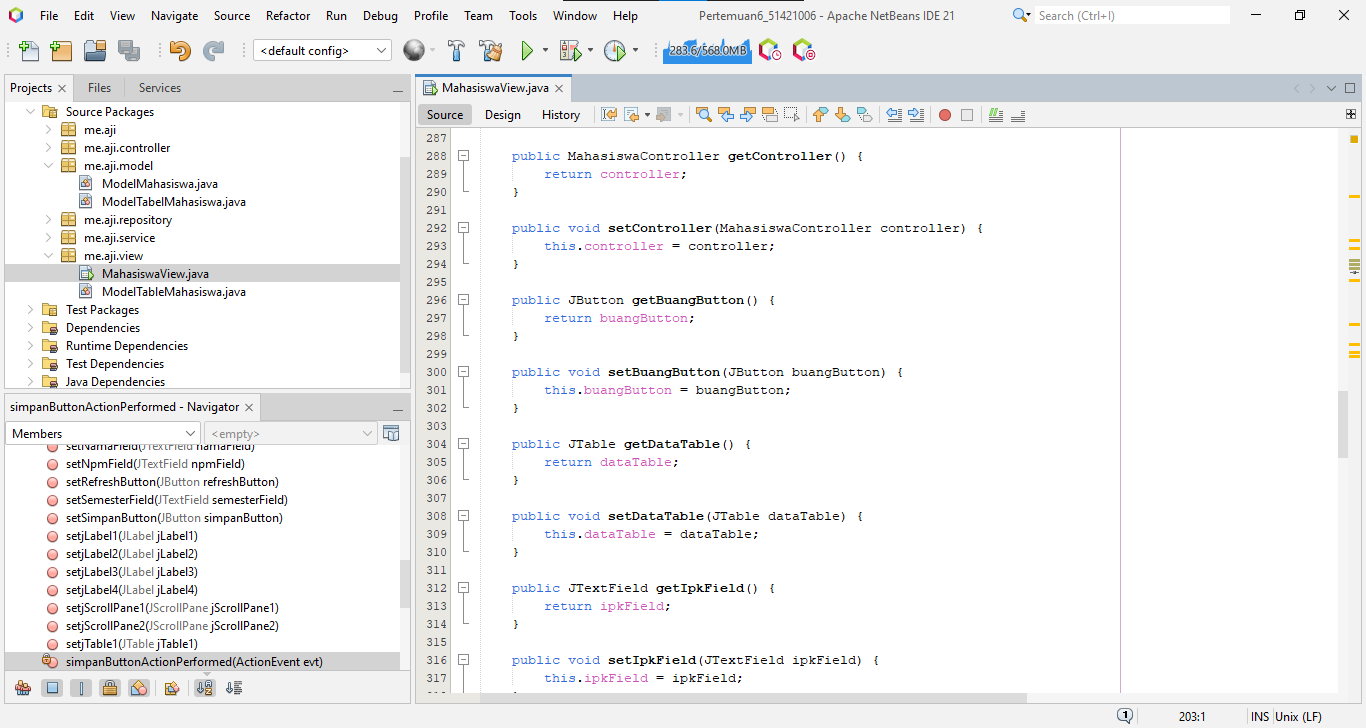 File Edit View Navigate Source Refactor Run Debug Profile Team Tools Window Help Pertemuan6_51421006 - Apache NetBeans IDE 21 Search (Ctrl+I)
<default config> 283.6/568.0MB
Projects Files Services
Source Packages
me.aji
me.aji.controller
me.aji.model
ModelMahasiswa.java
ModelTabelMahasiswa.java
me.aji.repository
me.aji.service
me.aji.view
MahasiswaView.java
ModelTableMahasiswa.java
Test Packages
Dependencies
Runtime Dependencies
Test Dependencies
Java Dependencies
simpanButtonActionPerformed - Navigator
Members <empty>
setNamaField(JTextField namaField)
setNpmField(JTextField npmField)
setRefreshButton(JButton refreshButton)
setSemesterField(JTextField semesterField)
setSimpanButton(JButton simpanButton)
setjLabel1(JLabel jLabel1)
setjLabel2(JLabel jLabel2)
setjLabel3(JLabel jLabel3)
setjLabel4(JLabel jLabel4)
setjScrollPane1(JScrollPane jScrollPane1)
setjScrollPane2(JScrollPane jScrollPane2)
setjTable1(JTable jTable1)
simpanButtonActionPerformed(ActionEvent evt)
MahasiswaView.java
Source Design History
287
288 public MahasiswaController getController() {
289 return controller;
290 }
291
292 public void setController(MahasiswaController controller) {
293 this.controller = controller;
294 }
295
296 public JButton getBuangButton() {
297 return buangButton;
298 }
299
300 public void setBuangButton(JButton buangButton) {
301 this.buangButton = buangButton;
302 }
303
304 public JTable getDataTable() {
305 return dataTable;
306 }
307
308 public void setDataTable(JTable dataTable) {
309 this.dataTable = dataTable;
310 }
311
312 public JTextField getIpkField() {
313 return ipkField;
314 }
315
316 public void setIpkField(JTextField ipkField) {
317 this.ipkField = ipkField;
1 203:1 INS Unix (LF)